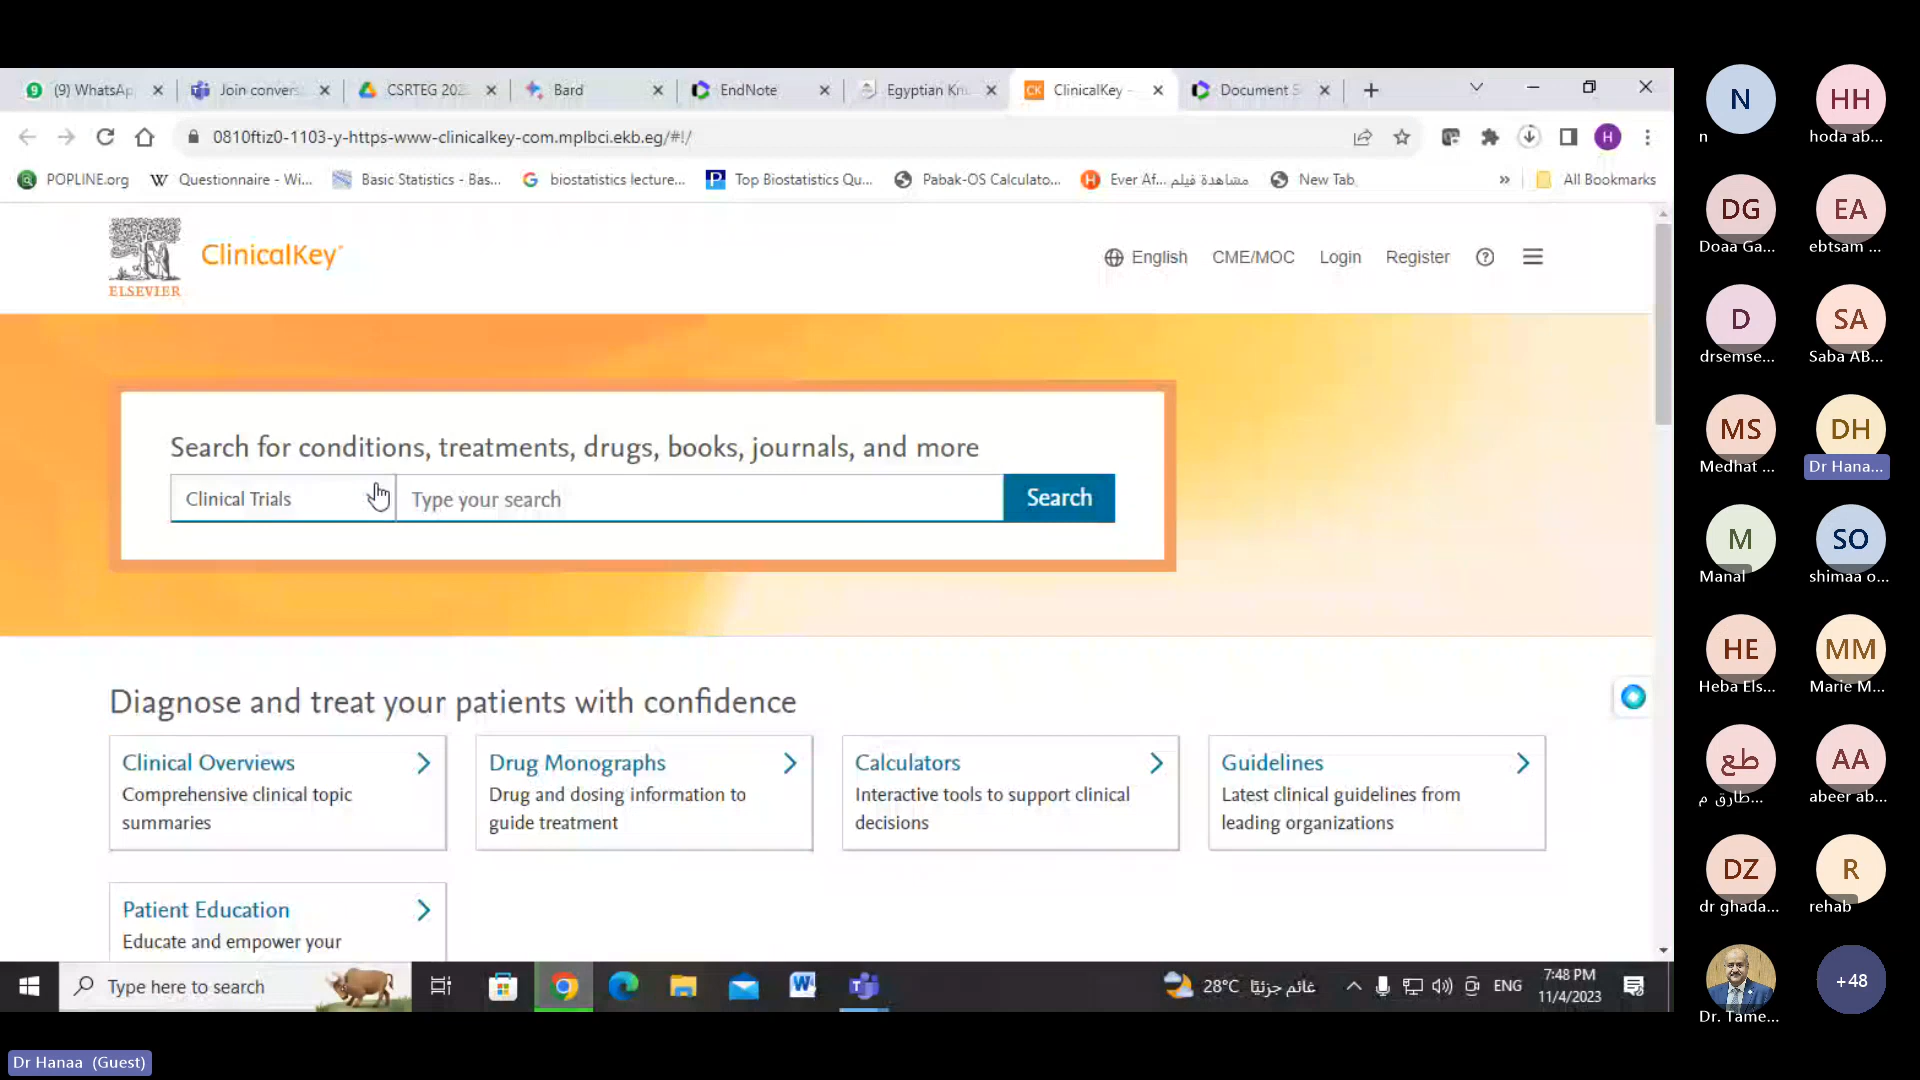 (9) WhatsAp
Join convers
CSRTEG 202
Bard
EndNote
Egyptian Kn
ClinicalKey -
Document S
0810ftiz0-1103-y-https-www-clinicalkey-com.mplbci.ekb.eg/#!/
H
POPLINE.org
Questionnaire - Wi...
Basic Statistics - Bas...
biostatistics lecture...
Top Biostatistics Qu...
Pabak-OS Calculato...
Ever Af... مشاهدة فيلم
New Tab
»
All Bookmarks
ELSEVIER
ClinicalKey
English
CME/MOC
Login
Register
Search for conditions, treatments, drugs, books, journals, and more
Clinical Trials
Type your search
Search
Diagnose and treat your patients with confidence
Clinical Overviews
Comprehensive clinical topic
summaries
Drug Monographs
Drug and dosing information to
guide treatment
Calculators
Interactive tools to support clinical
decisions
Guidelines
Latest clinical guidelines from
leading organizations
Patient Education
Educate and empower your
Type here to search
28°C غائم جزئيًا
ENG
7:48 PM
11/4/2023
N
n
HH
hoda ab...
DG
Doaa Ga...
EA
ebtsam ...
D
drsemse...
SA
Saba AB...
MS
Medhat ...
DH
Dr Hana...
M
Manal
SO
shimaa o...
HE
Heba Els...
MM
Marie M...
طع
طارق م...
AA
abeer ab...
DZ
dr ghada...
R
rehab
Dr. Tame...
+48
Dr Hanaa (Guest)